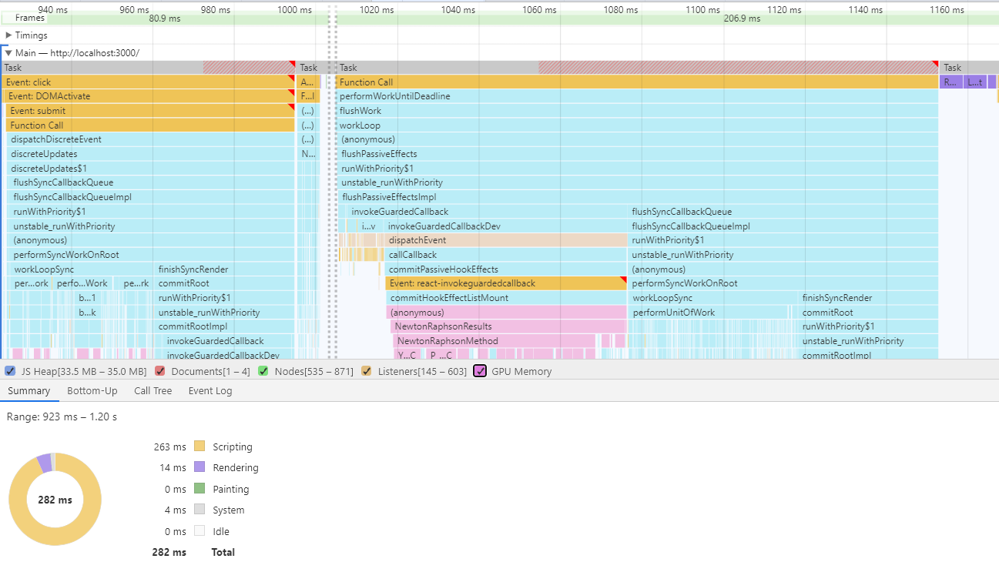 940 ms 960 ms 980 ms 1000 ms 1020 ms 1040 ms 1060 ms 1080 ms 1100 ms 1120 ms 1140 ms 1160 ms
Frames 80.9 ms 206.9 ms
Timings
Main — http://localhost:3000/
Task Task Task Task
Event: click A... Function Call R... L...t
Event: DOMActivate F...l performWorkUntilDeadline
Event: submit (...) flushWork
Function Call (...) workLoop
dispatchDiscreteEvent (...) (anonymous)
discreteUpdates N... flushPassiveEffects
discreteUpdates$1 runWithPriority$1
flushSyncCallbackQueue unstable_runWithPriority
flushSyncCallbackQueueImpl flushPassiveEffectsImpl
runWithPriority$1 invokeGuardedCallback flushSyncCallbackQueue
unstable_runWithPriority i...v invokeGuardedCallbackDev flushSyncCallbackQueueImpl
(anonymous) dispatchEvent runWithPriority$1
performSyncWorkOnRoot callCallback unstable_runWithPriority
workLoopSync finishSyncRender commitPassiveHookEffects (anonymous)
per...ork perfo...Work pe...rk commitRoot Event: react-invokeguardedcallback performSyncWorkOnRoot
b...1 runWithPriority$1 commitHookEffectListMount workLoopSync finishSyncRender
b...k unstable_runWithPriority (anonymous) performUnitOfWork commitRoot
commitRootImpl NewtonRaphsonResults runWithPriority$1
invokeGuardedCallback NewtonRaphsonMethod unstable_runWithPriority
invokeGuardedCallbackDev Y...C P ...C commitRootImpl
JS Heap[33.5 MB – 35.0 MB] Documents[1 – 4] Nodes[535 – 871] Listeners[145 – 603] GPU Memory
Summary Bottom-Up Call Tree Event Log
Range: 923 ms – 1.20 s
263 ms Scripting
14 ms Rendering
0 ms Painting
282 ms
4 ms System
0 ms Idle
282 ms Total